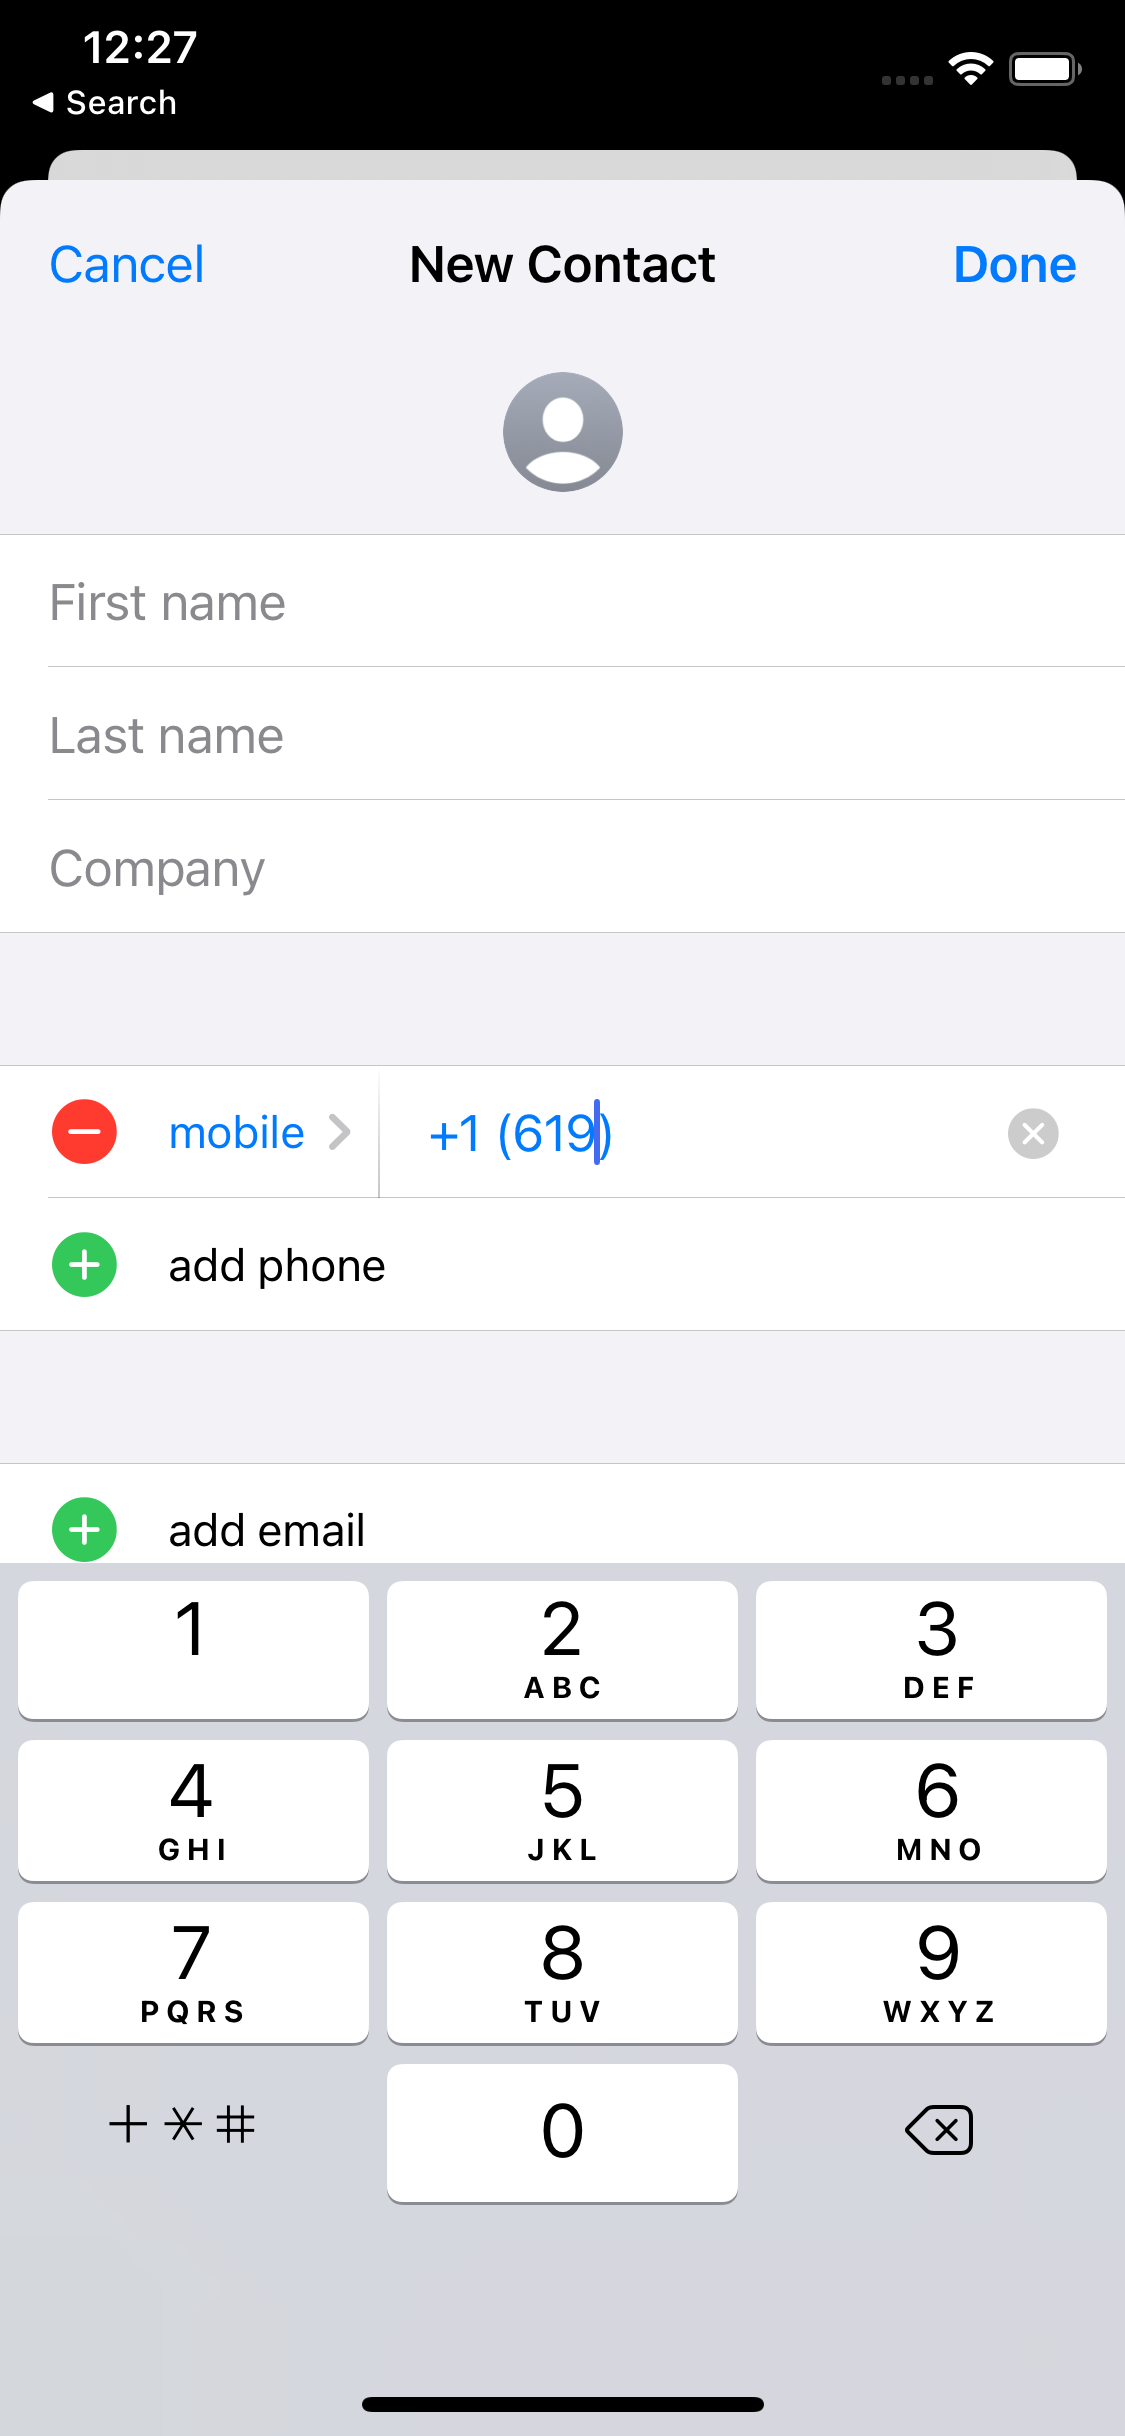 12:27
◀ Search
Cancel New Contact Done
First name
Last name
Company
mobile +1 (619)
add phone
add email
1 2 3
ABC DEF
4 5 6
GHI JKL MNO
7 8 9
PQRS TUV WXYZ
+*# 0